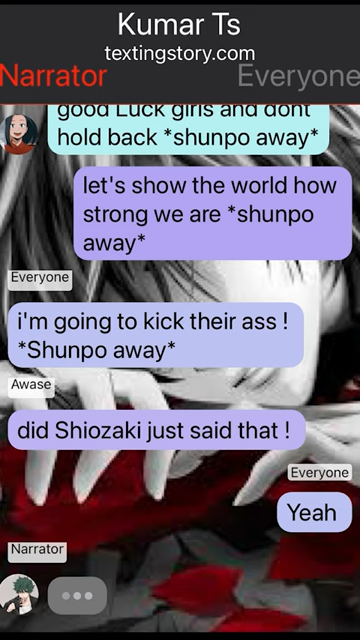 Kumar Ts
textingstory.com
Narrator
Everyone
good Luck girls and dont
hold back *shunpo away*
let's show the world how
strong we are *shunpo
away*
Everyone
i'm going to kick their ass !
*Shunpo away*
Awase
did Shiozaki just said that !
Everyone
Yeah
Narrator